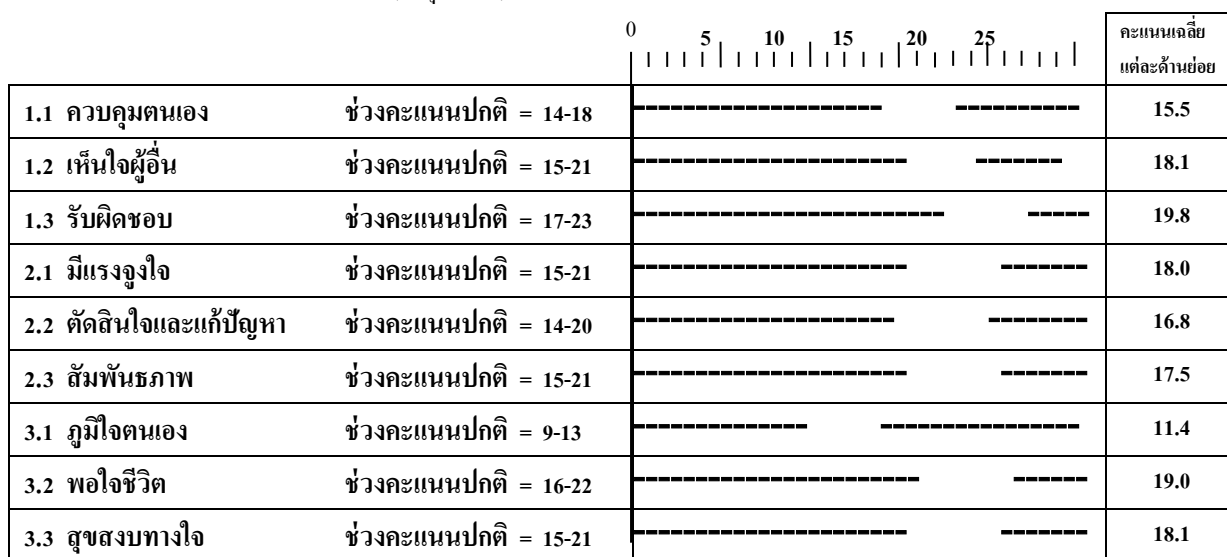 0 5 10 15 20 25
คะแนนเฉลี่ย
แต่ละด้านย่อย
1.1 ควบคุมตนเอง ช่วงคะแนนปกติ = 14-18 15.5
1.2 เห็นใจผู้อื่น ช่วงคะแนนปกติ = 15-21 18.1
1.3 รับผิดชอบ ช่วงคะแนนปกติ = 17-23 19.8
2.1 มีแรงจูงใจ ช่วงคะแนนปกติ = 15-21 18.0
2.2 ตัดสินใจและแก้ปัญหา ช่วงคะแนนปกติ = 14-20 16.8
2.3 สัมพันธภาพ ช่วงคะแนนปกติ = 15-21 17.5
3.1 ภูมิใจตนเอง ช่วงคะแนนปกติ = 9-13 11.4
3.2 พอใจชีวิต ช่วงคะแนนปกติ = 16-22 19.0
3.3 สุขสงบทางใจ ช่วงคะแนนปกติ = 15-21 18.1